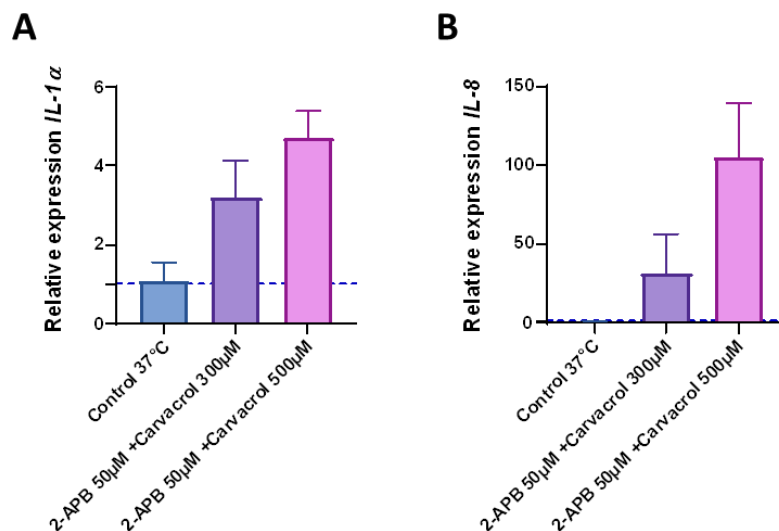 A
Relative expression IL-1α
6
4
2
0
Control 37°C
2-APB 50µM +Carvacrol 300µM
2-APB 50µM +Carvacrol 500µM
B
Relative expression IL-8
150
100
50
0
Control 37°C
2-APB 50µM +Carvacrol 300µM
2-APB 50µM +Carvacrol 500µM